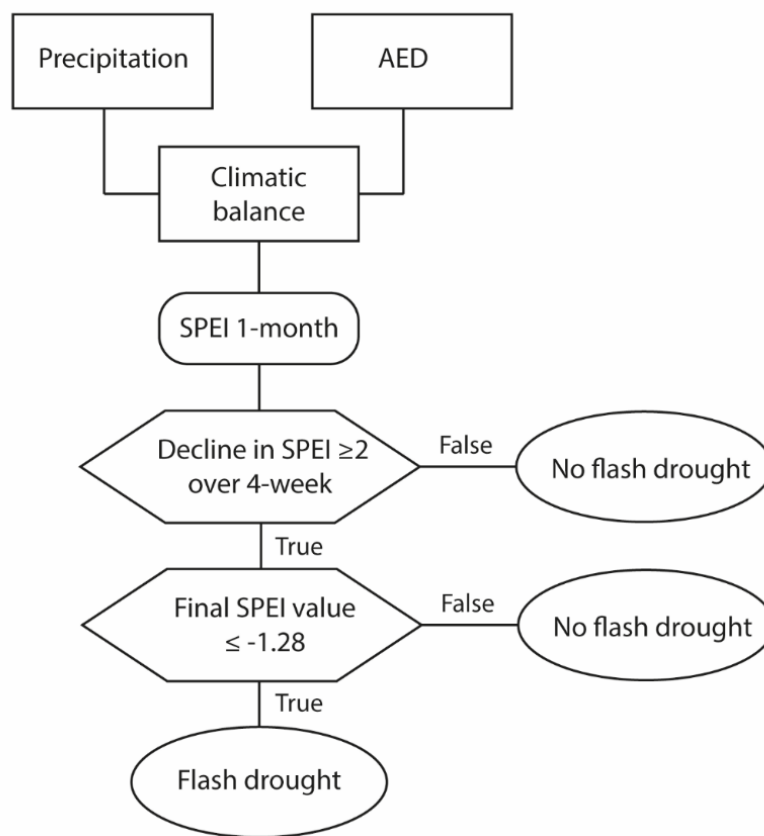 Precipitation
AED
Climatic
balance
SPEI 1-month
Decline in SPEI ≥2
over 4-week
False
No flash drought
True
Final SPEI value
≤ -1.28
False
No flash drought
True
Flash drought